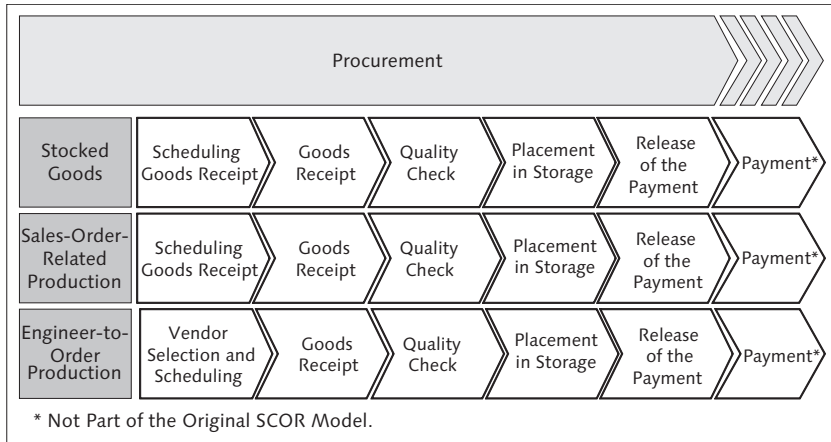 Procurement
Stocked
Goods
Scheduling
Goods Receipt
Goods
Receipt
Quality
Check
Placement
in Storage
Release
of the
Payment
Payment*
Sales-Order-
Related
Production
Scheduling
Goods Receipt
Goods
Receipt
Quality
Check
Placement
in Storage
Release
of the
Payment
Payment*
Engineer-to-
Order
Production
Vendor
Selection and
Scheduling
Goods
Receipt
Quality
Check
Placement
in Storage
Release
of the
Payment
Payment*
* Not Part of the Original SCOR Model.